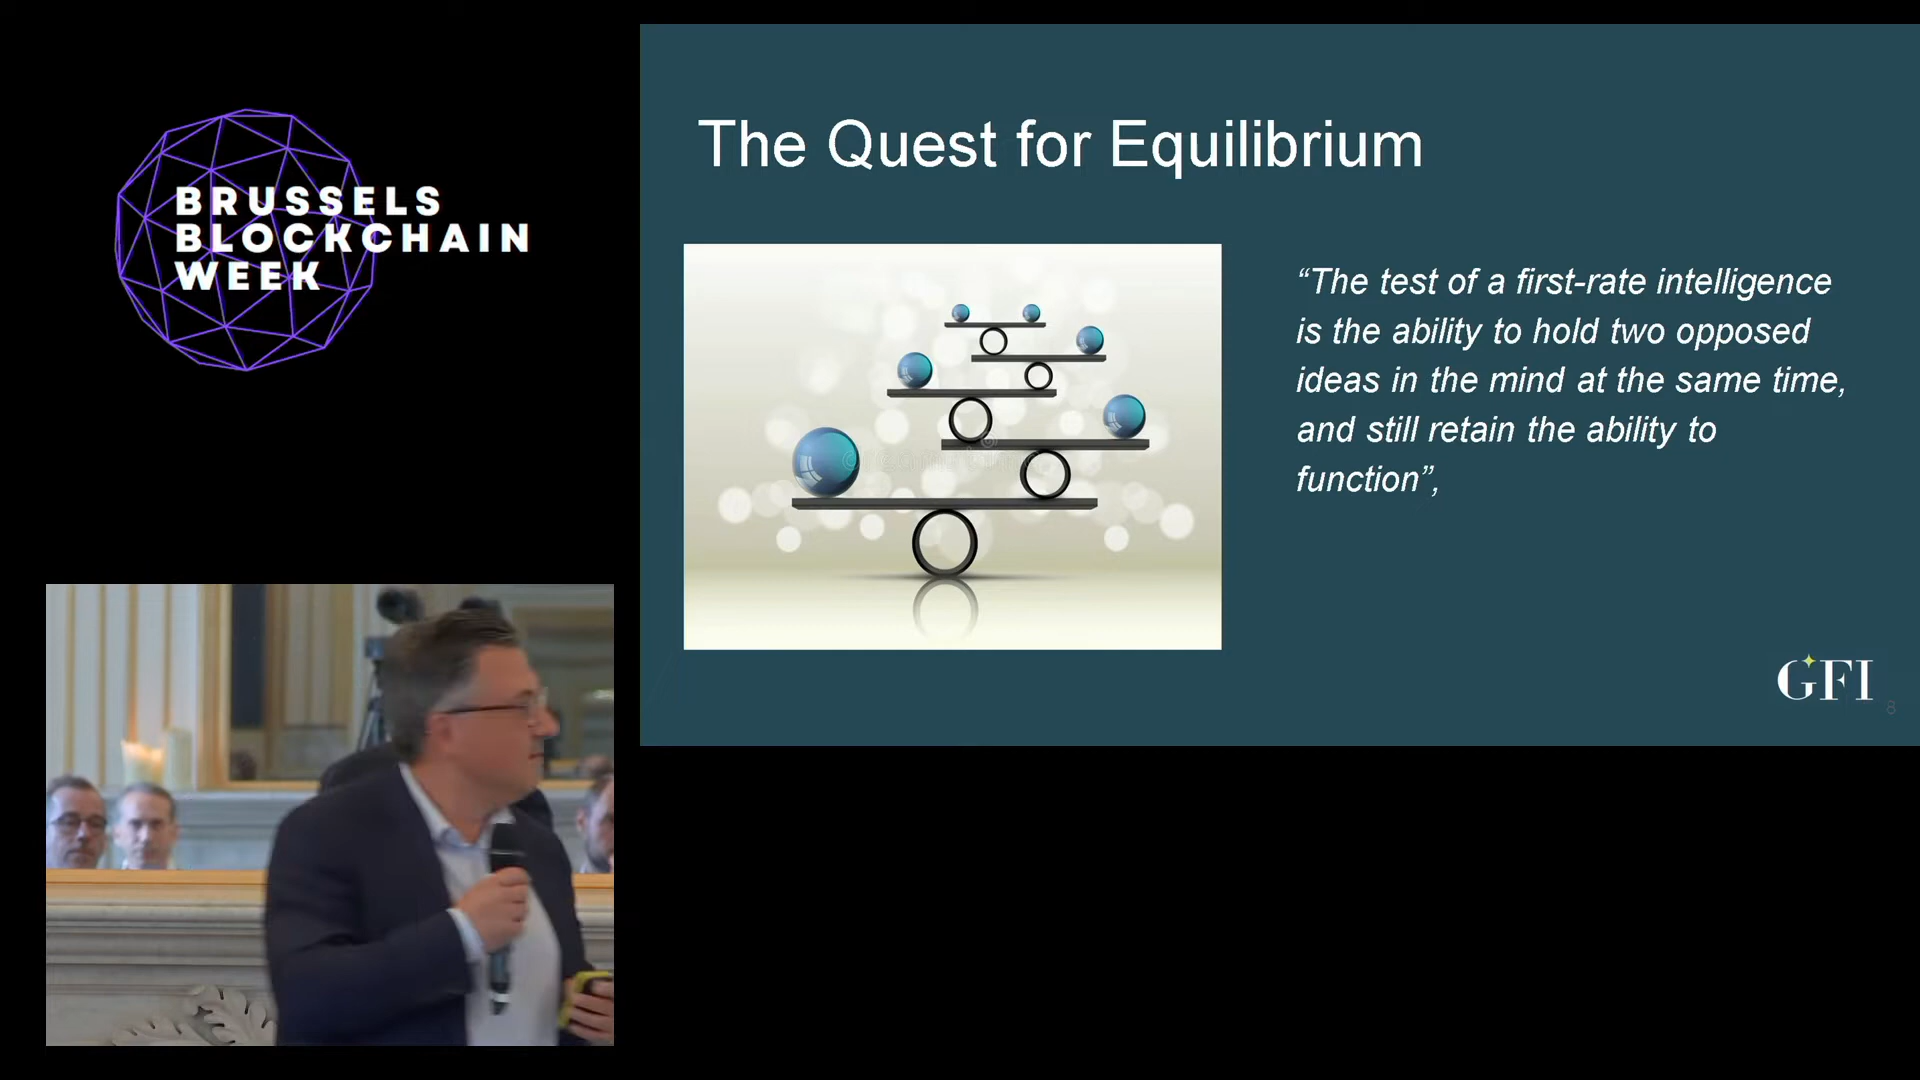 BRUSSELS
BLOCKCHAIN
WEEK
The Quest for Equilibrium
“The test of a first-rate intelligence
is the ability to hold two opposed
ideas in the mind at the same time,
and still retain the ability to
function”,
GFI
8